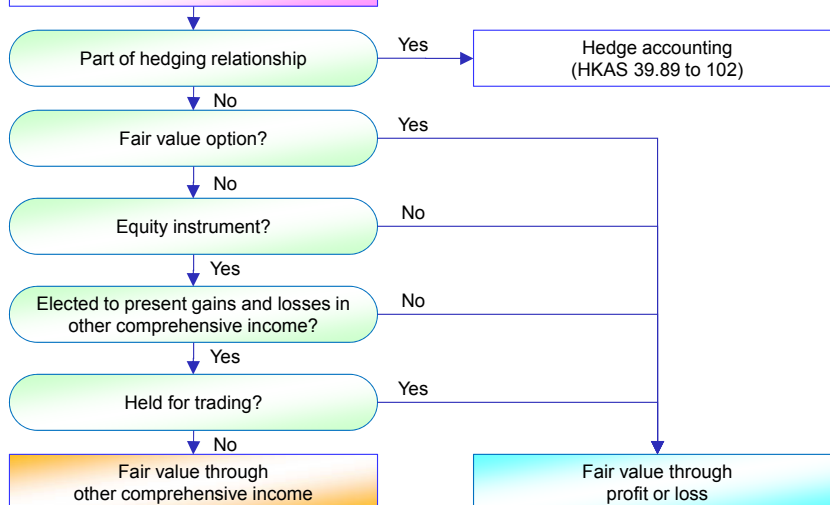 Part of hedging relationship
Yes
Hedge accounting
(HKAS 39.89 to 102)
No
Fair value option?
Yes
No
Equity instrument?
No
Yes
Elected to present gains and losses in
other comprehensive income?
No
Yes
Held for trading?
Yes
No
Fair value through
other comprehensive income
Fair value through
profit or loss